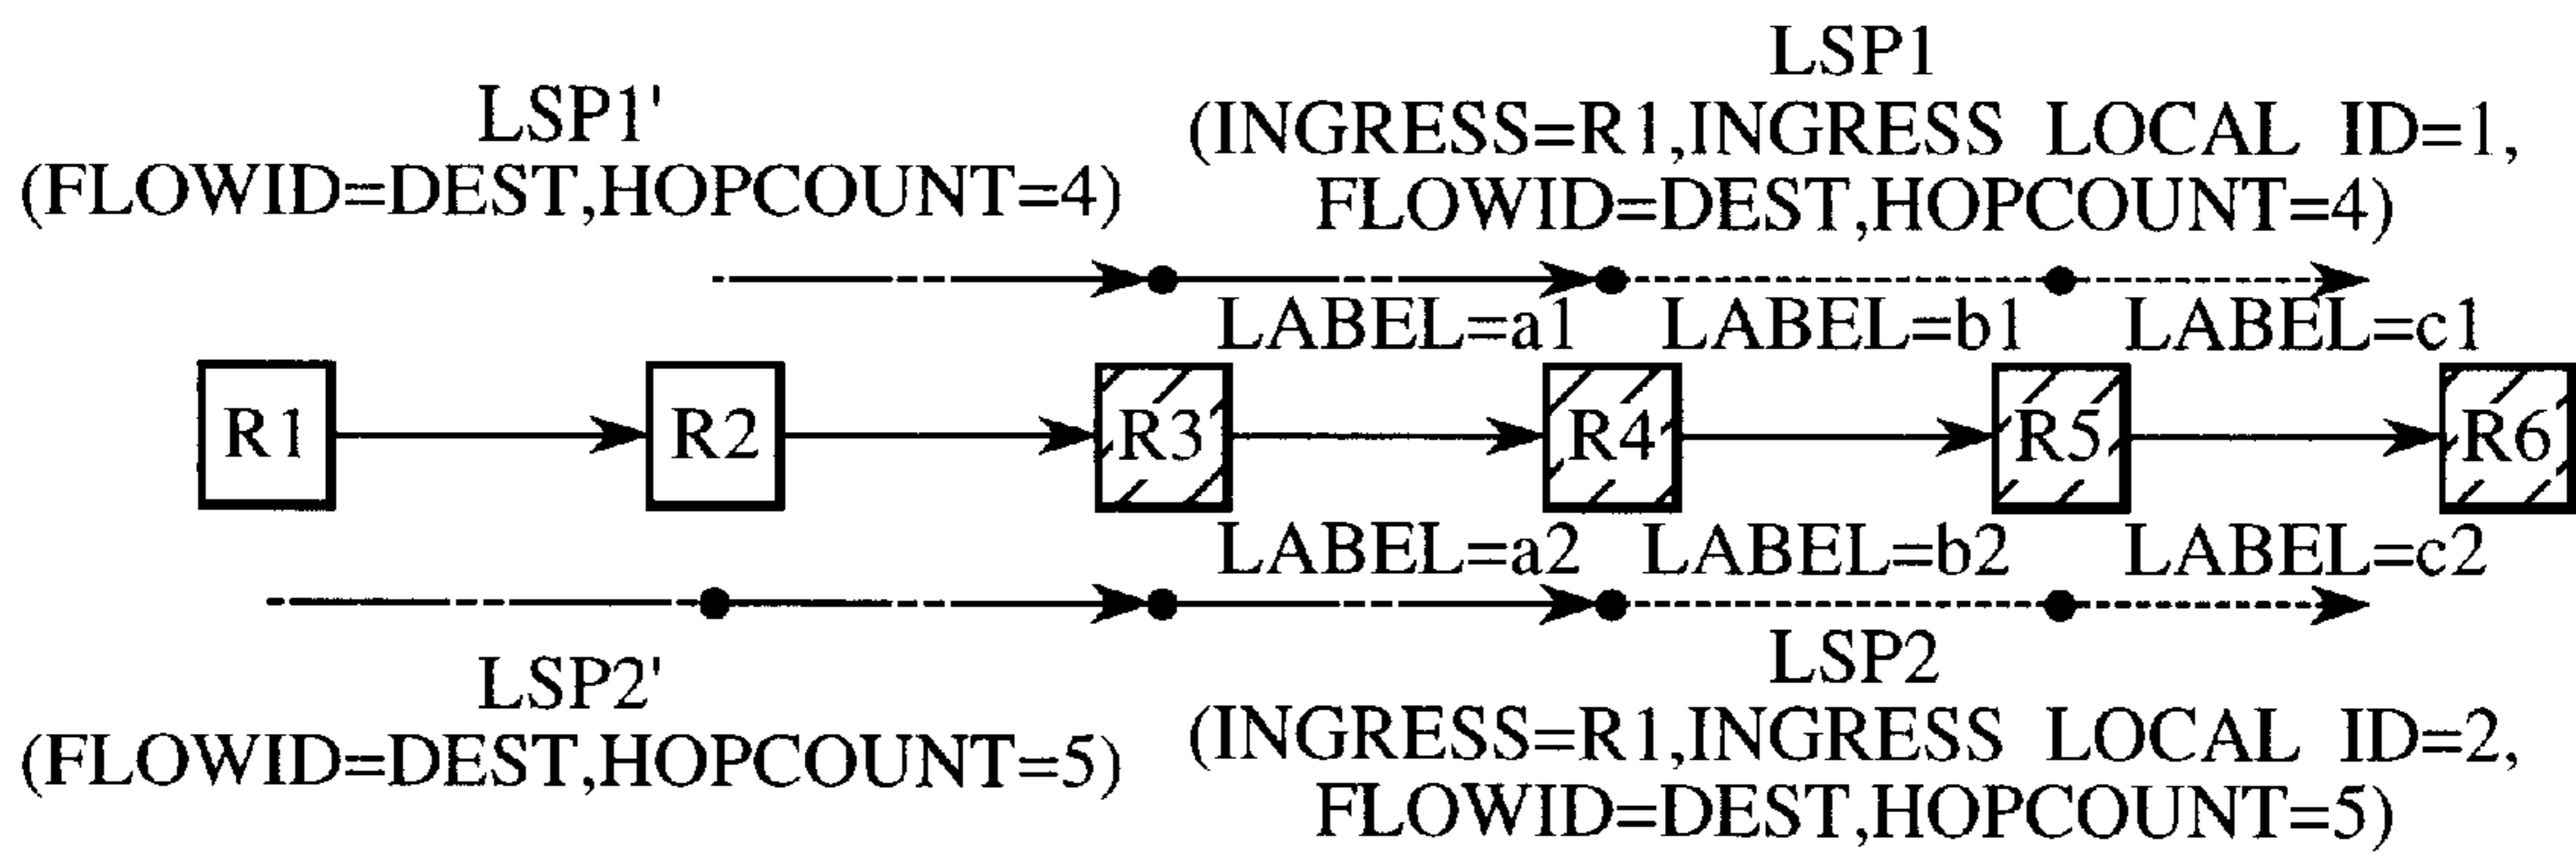 LSP1'
(FLOWID=DEST,HOPCOUNT=4)
LSP1
(INGRESS=R1,INGRESS LOCAL ID=1,
FLOWID=DEST,HOPCOUNT=4)
LABEL=a1 LABEL=b1 LABEL=c1
R1 R2 R3 R4 R5 R6
LABEL=a2 LABEL=b2 LABEL=c2
LSP2'
(FLOWID=DEST,HOPCOUNT=5)
LSP2
(INGRESS=R1,INGRESS LOCAL ID=2,
FLOWID=DEST,HOPCOUNT=5)